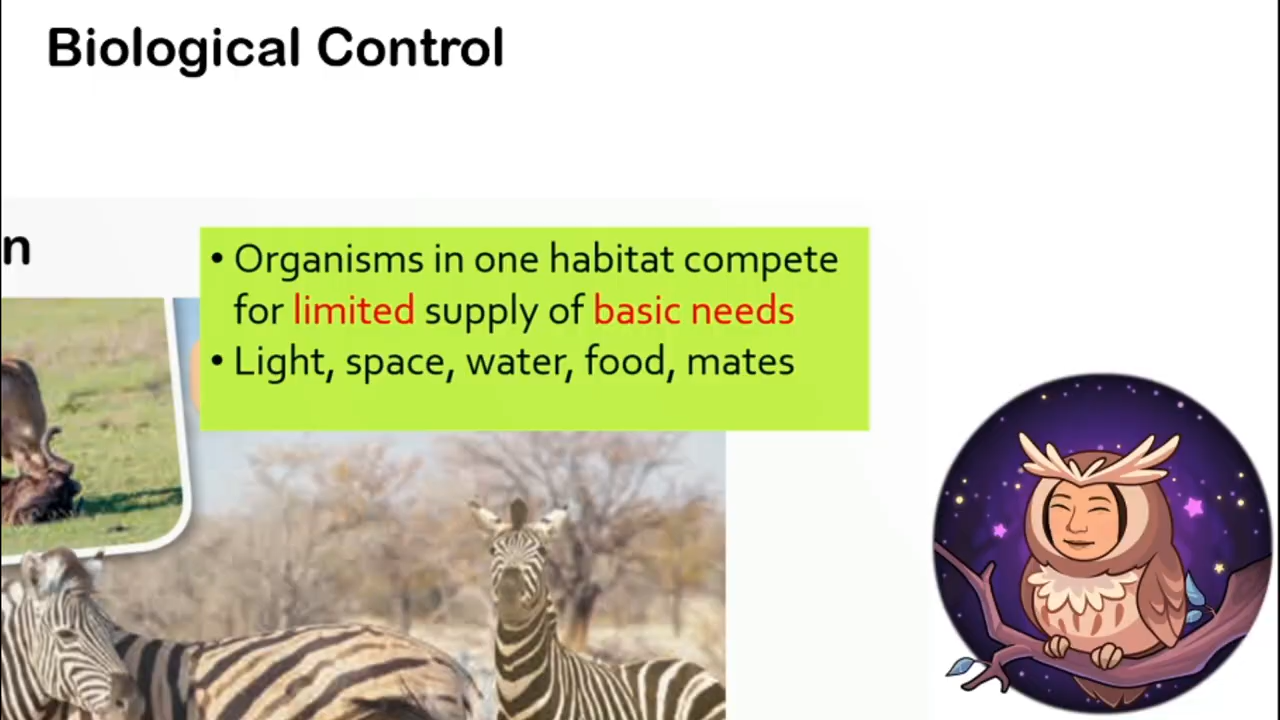 Biological Control
n
• Organisms in one habitat compete
for limited supply of basic needs
• Light, space, water, food, mates